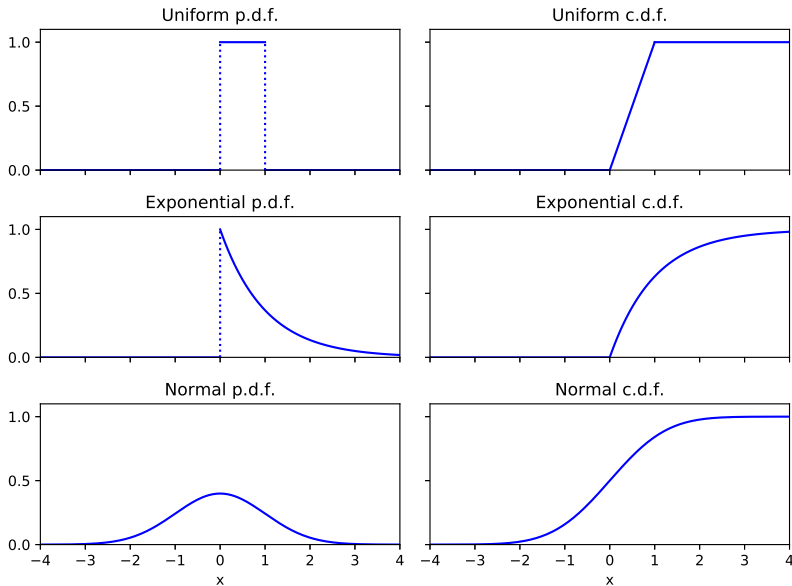 Uniform p.d.f.
1.0
0.5
0.0
Uniform c.d.f.
Exponential p.d.f.
1.0
0.5
0.0
Exponential c.d.f.
Normal p.d.f.
1.0
0.5
0.0
−4 −3 −2 −1 0 1 2 3 4
x
Normal c.d.f.
−4 −3 −2 −1 0 1 2 3 4
x